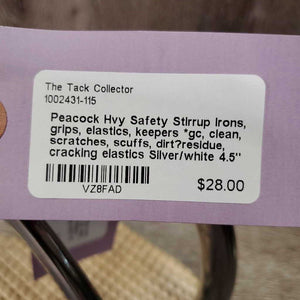 The Tack Collector
1002431-115
Peacock Hvy Safety Stirrup Irons,
grips, elastics, keepers *gc, clean,
scratches, scuffs, dirt?residue,
cracking elastics Silver/white 4.5"
VZ8FAD
$28.00